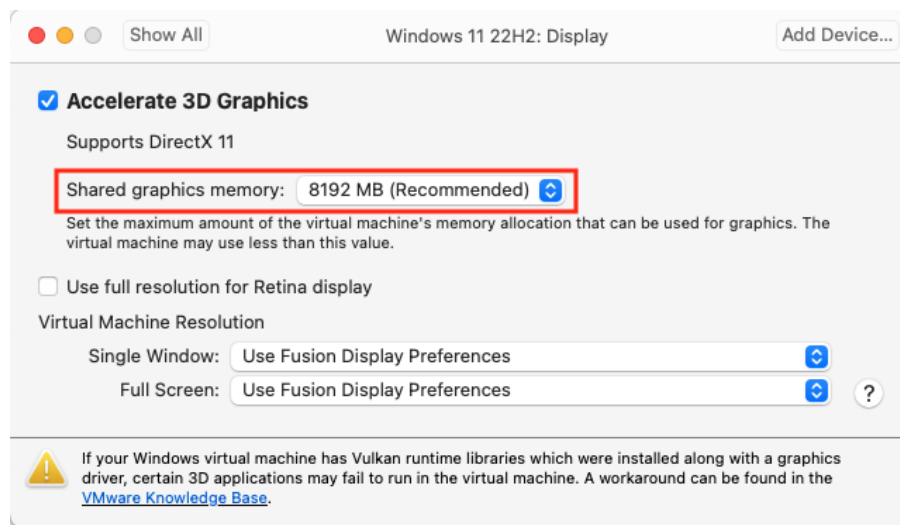 Show All
Windows 11 22H2: Display
Add Device...
Accelerate 3D Graphics
Supports DirectX 11
Shared graphics memory: 8192 MB (Recommended)
Set the maximum amount of the virtual machine's memory allocation that can be used for graphics. The
virtual machine may use less than this value.
Use full resolution for Retina display
Virtual Machine Resolution
Single Window: Use Fusion Display Preferences
Full Screen: Use Fusion Display Preferences
?
If your Windows virtual machine has Vulkan runtime libraries which were installed along with a graphics
driver, certain 3D applications may fail to run in the virtual machine. A workaround can be found in the
VMware Knowledge Base.